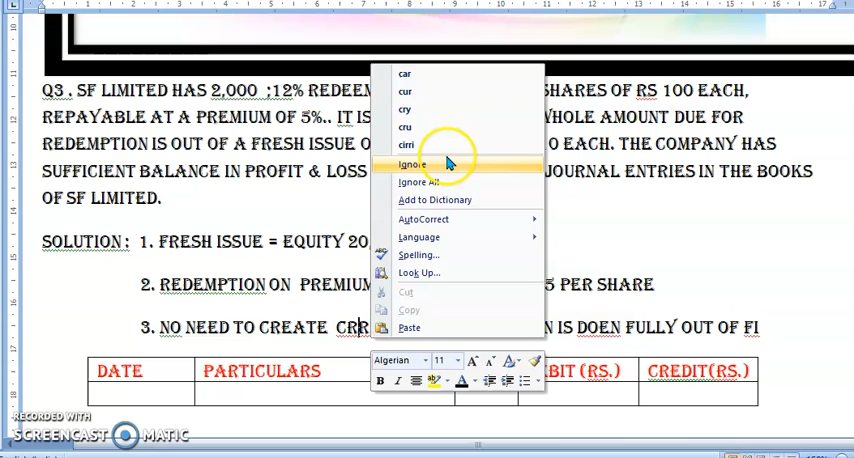 Q3 . SF LIMITED HAS 2,000 ;12% REDEEM SHARES OF RS 100 EACH,
REPAYABLE AT A PREMIUM OF 5%.. IT IS WHOLE AMOUNT DUE FOR
REDEMPTION IS OUT OF A FRESH ISSUE O 0 EACH. THE COMPANY HAS
SUFFICIENT BALANCE IN PROFIT & LOSS JOURNAL ENTRIES IN THE BOOKS
OF SF LIMITED.
SOLUTION: 1. FRESH ISSUE = EQUITY 20,
2. REDEMPTION ON PREMIUM 5 PER SHARE
3. NO NEED TO CREATE CRR N IS DOEN FULLY OUT OF FI
DATE PARTICULARS BIT (RS.) CREDIT(RS.)
car
cur
cry
cru
cirri
Ignore
Ignore All
Add to Dictionary
AutoCorrect
Language
Spelling...
Look Up...
Cut
Copy
Paste
Algerian 11
RECORDED WITH
SCREENCAST MATIC